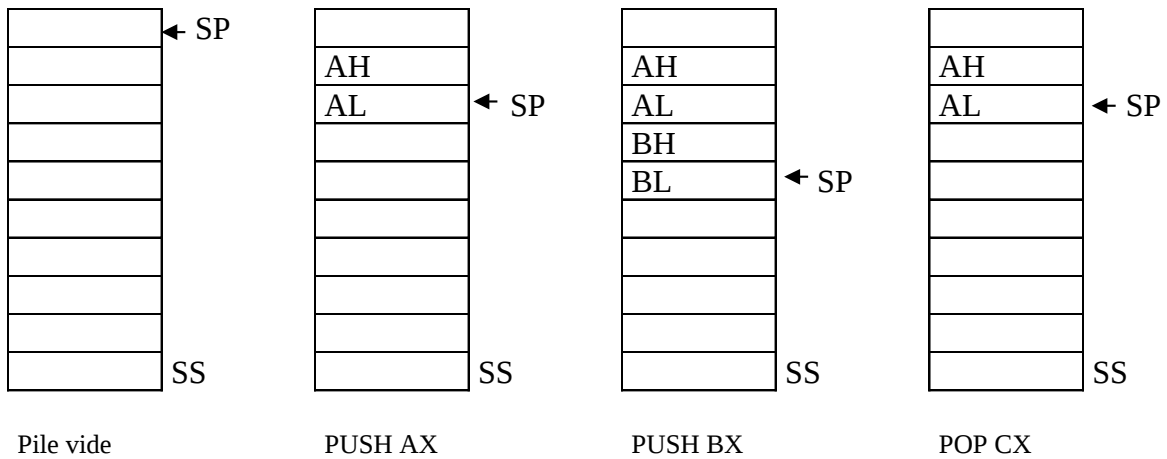 SP
AH AH AH
AL SP AL AL SP
BH
BL SP
SS SS SS SS
Pile vide PUSH AX PUSH BX POP CX